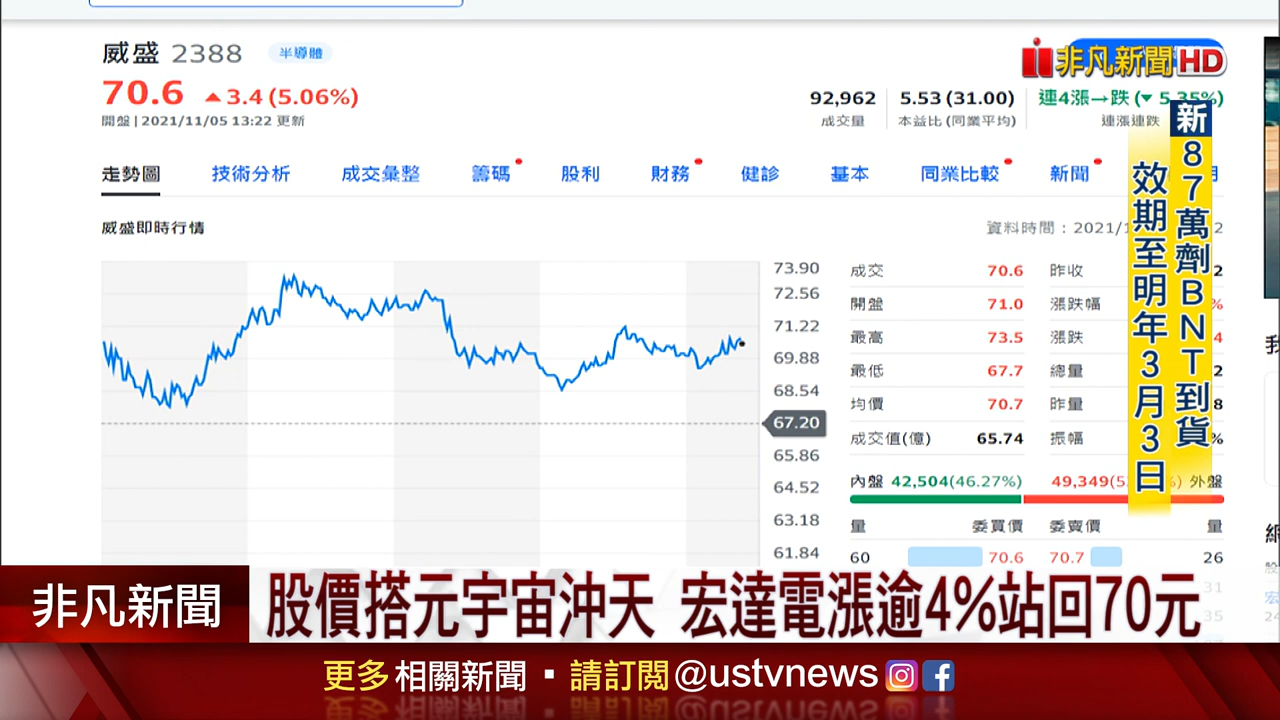 威盛 2388 半導體
70.6 ▲ 3.4 (5.06%)
開盤 | 2021/11/05 13:22 更新
92,962
成交量
5.53 (31.00)
本益比 (同業平均)
連4漲→跌 (▼ 5.35%)
連漲連跌
非凡新聞HD
走勢圖 技術分析 成交彙整 籌碼 股利 財務 健診 基本 同業比較 新聞
威盛即時行情
資料時間：2021/1
73.90
72.56
71.22
69.88
68.54
67.20
65.86
64.52
63.18
61.84
成交 70.6 昨收
開盤 71.0 漲跌幅
最高 73.5 漲跌
最低 67.7 總量
均價 70.7 昨量
成交值(億) 65.74 振幅
內盤 42,504(46.27%) 49,349(5 外盤
量 委買價 委賣價 量
60 70.6 70.7 26
31
35
新87萬劑BNT到貨
效期至明年3月3日
非凡新聞
股價搭元宇宙沖天 宏達電漲逾4%站回70元
更多相關新聞▪請訂閱@ustvnews